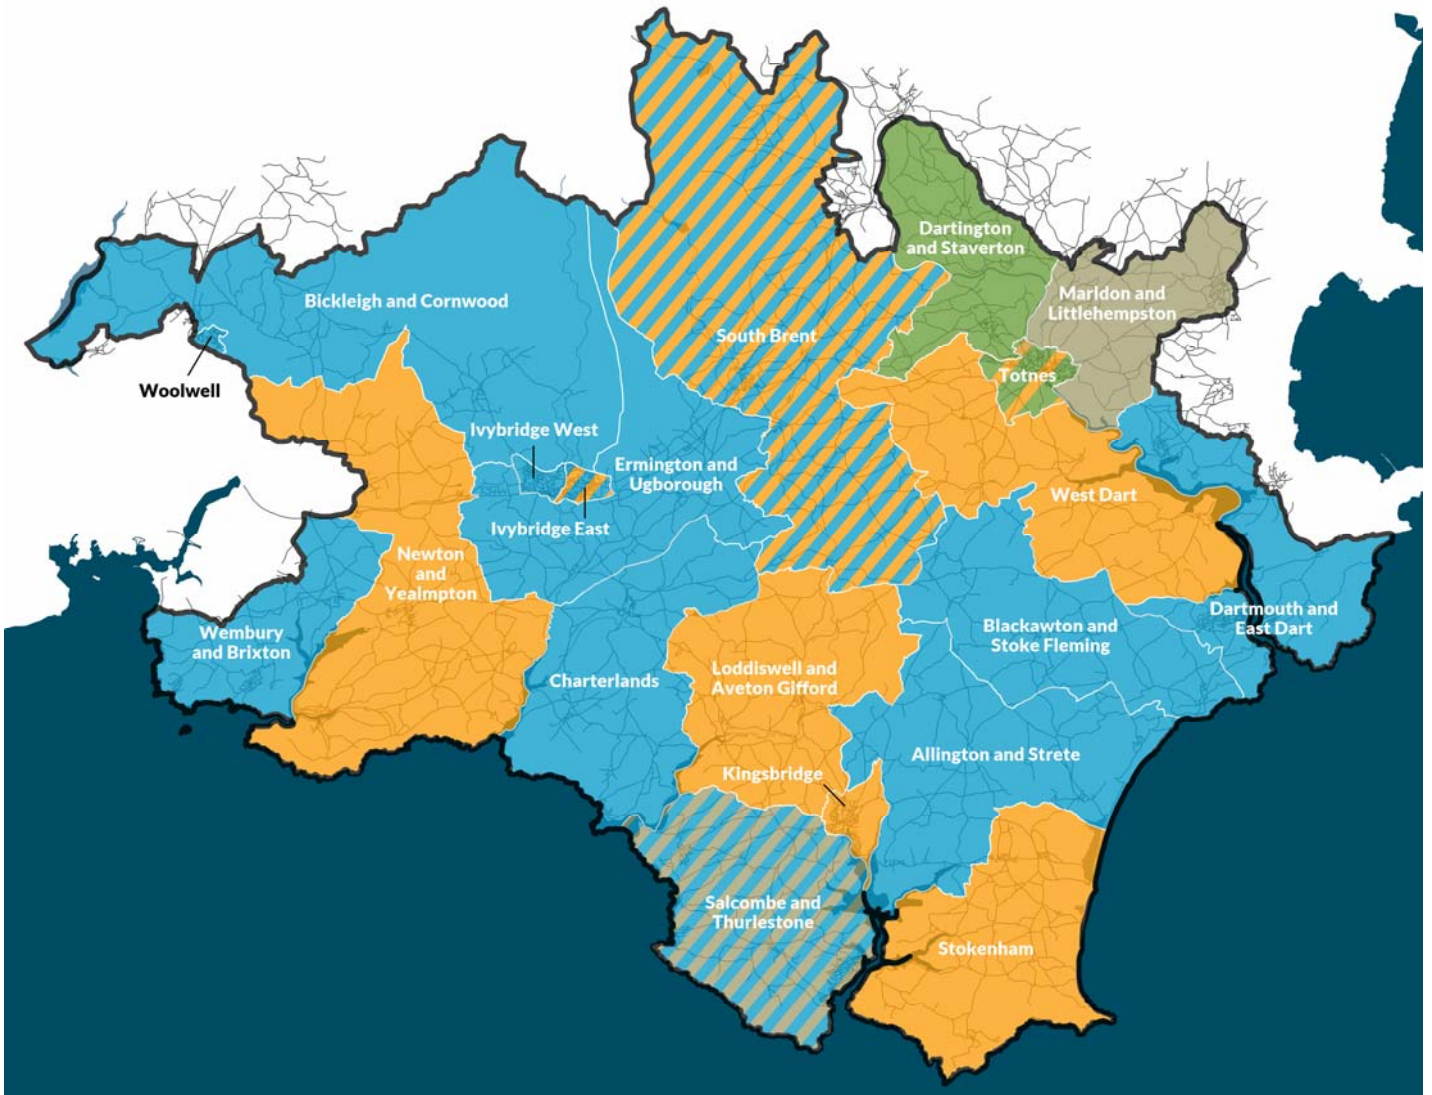 Dartington
and Staverton
Bickleigh and Cornwood
Marldon and
Littlehempston
South Brent
Woolwell
Totnes
Ivybridge West
Ermington and
Ugborough
West Dart
Ivybridge East
Newton
and
Yealmpton
Wembury
and Brixton
Dartmouth and
East Dart
Blackawton and
Stoke Fleming
Charterlands
Loddiswell and
Aveton Gifford
Allington and Strete
Kingsbridge
Salcombe and
Thurlestone
Stokenham